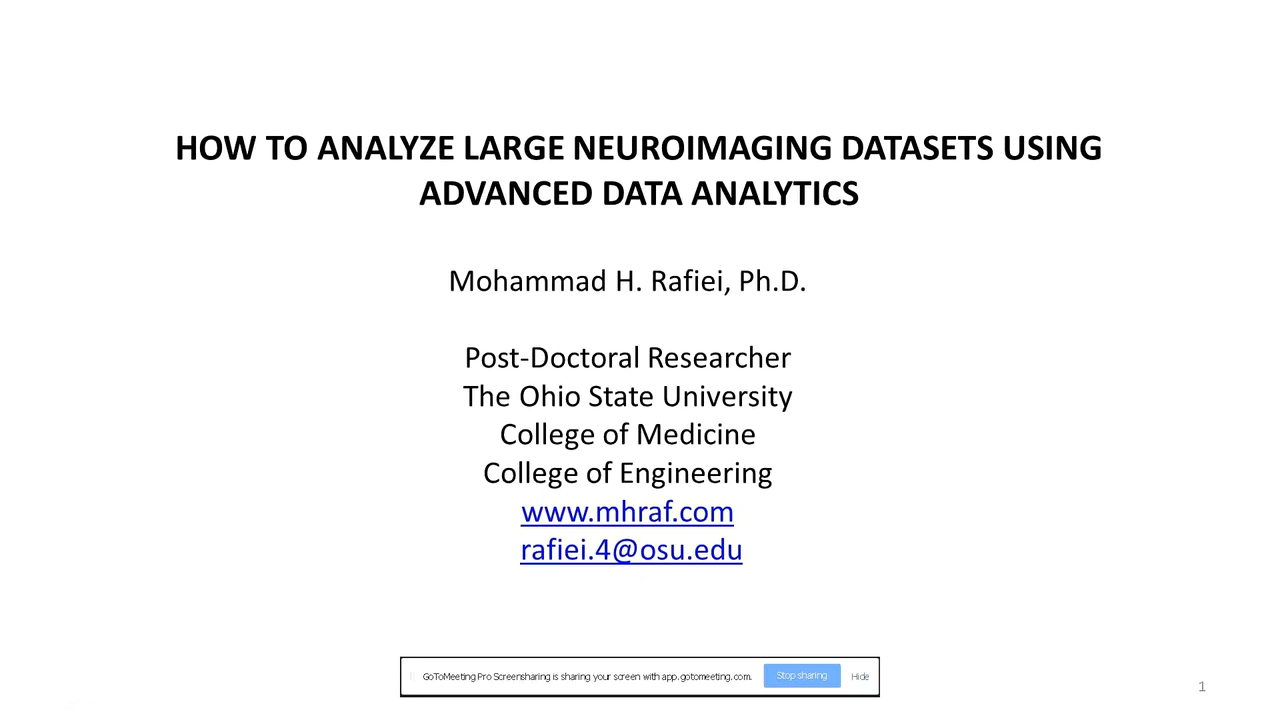 HOW TO ANALYZE LARGE NEUROIMAGING DATASETS USING
ADVANCED DATA ANALYTICS
Mohammad H. Rafiei, Ph.D.
Post-Doctoral Researcher
The Ohio State University
College of Medicine
College of Engineering
www.mhraf.com
rafiei.4@osu.edu
GoToMeeting Pro Screensharing is sharing your screen with app.gotomeeting.com. Stop sharing Hide
1